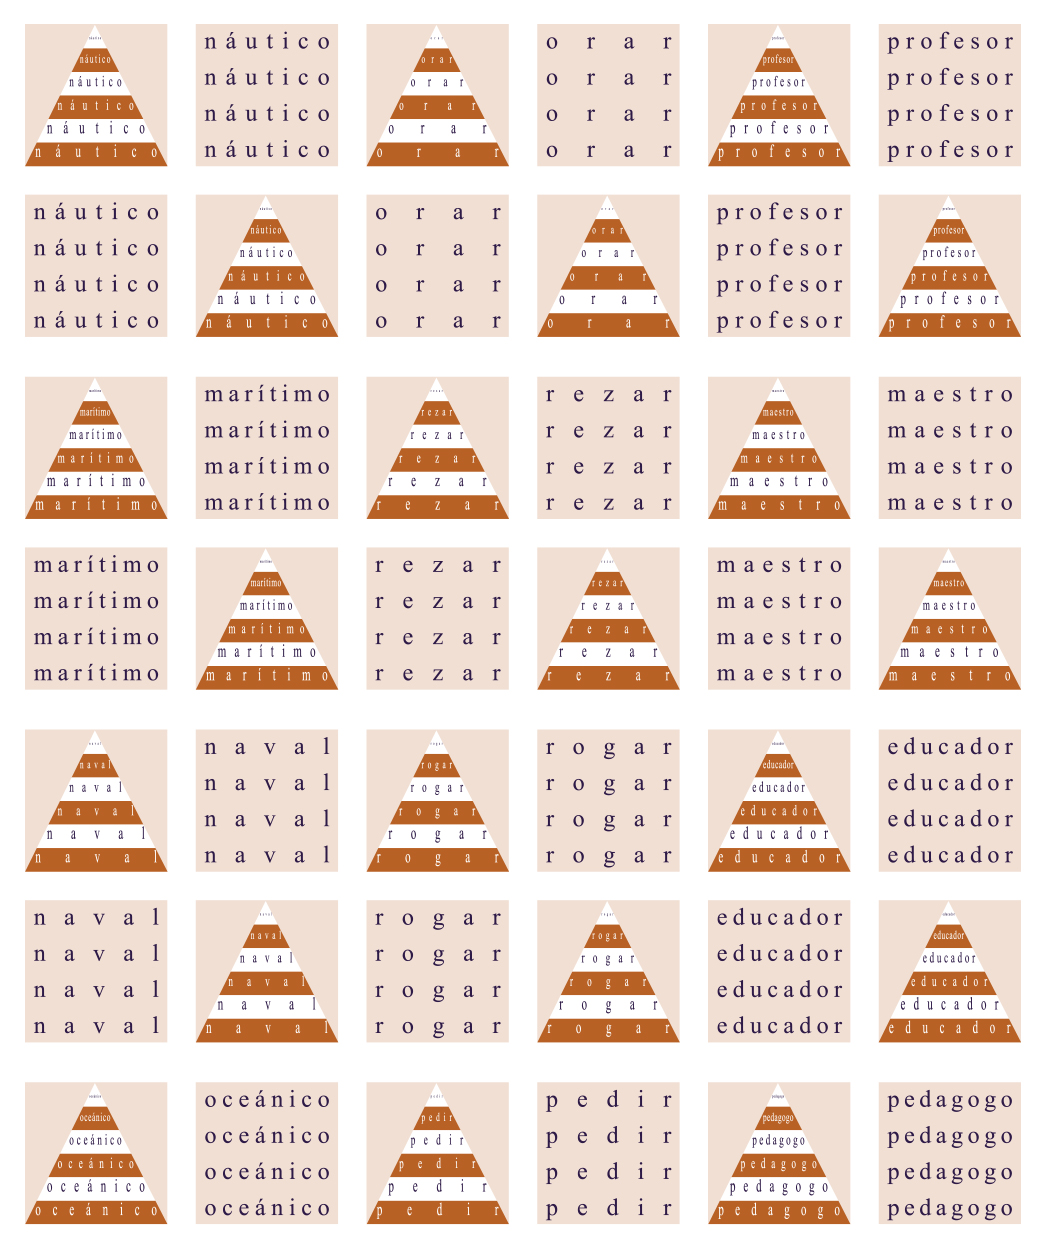 náutico
náutico
náutico
náutico
náutico
náutico
náutico
náutico
náutico
náutico
orar
orar
orar
orar
orar
orar
orar
orar
orar
orar
profesor
profesor
profesor
profesor
profesor
profesor
profesor
profesor
profesor
profesor
náutico
náutico
náutico
náutico
náutico
náutico
náutico
náutico
náutico
náutico
orar
orar
orar
orar
orar
orar
orar
orar
orar
orar
profesor
profesor
profesor
profesor
profesor
profesor
profesor
profesor
profesor
profesor
marítimo
marítimo
marítimo
marítimo
marítimo
marítimo
marítimo
marítimo
marítimo
marítimo
rezar
rezar
rezar
rezar
rezar
rezar
rezar
rezar
rezar
rezar
maestro
maestro
maestro
maestro
maestro
maestro
maestro
maestro
maestro
maestro
marítimo
marítimo
marítimo
marítimo
marítimo
marítimo
marítimo
marítimo
marítimo
marítimo
rezar
rezar
rezar
rezar
rezar
rezar
rezar
rezar
rezar
rezar
maestro
maestro
maestro
maestro
maestro
maestro
maestro
maestro
maestro
maestro
naval
naval
naval
naval
naval
naval
naval
naval
naval
naval
rogar
rogar
rogar
rogar
rogar
rogar
rogar
rogar
rogar
rogar
educador
educador
educador
educador
educador
educador
educador
educador
educador
educador
naval
naval
naval
naval
naval
naval
naval
naval
naval
naval
rogar
rogar
rogar
rogar
rogar
rogar
rogar
rogar
rogar
rogar
educador
educador
educador
educador
educador
educador
educador
educador
educador
educador
oceánico
oceánico
oceánico
oceánico
oceánico
oceánico
oceánico
oceánico
oceánico
oceánico
pedir
pedir
pedir
pedir
pedir
pedir
pedir
pedir
pedir
pedir
pedagogo
pedagogo
pedagogo
pedagogo
pedagogo
pedagogo
pedagogo
pedagogo
pedagogo
pedagogo